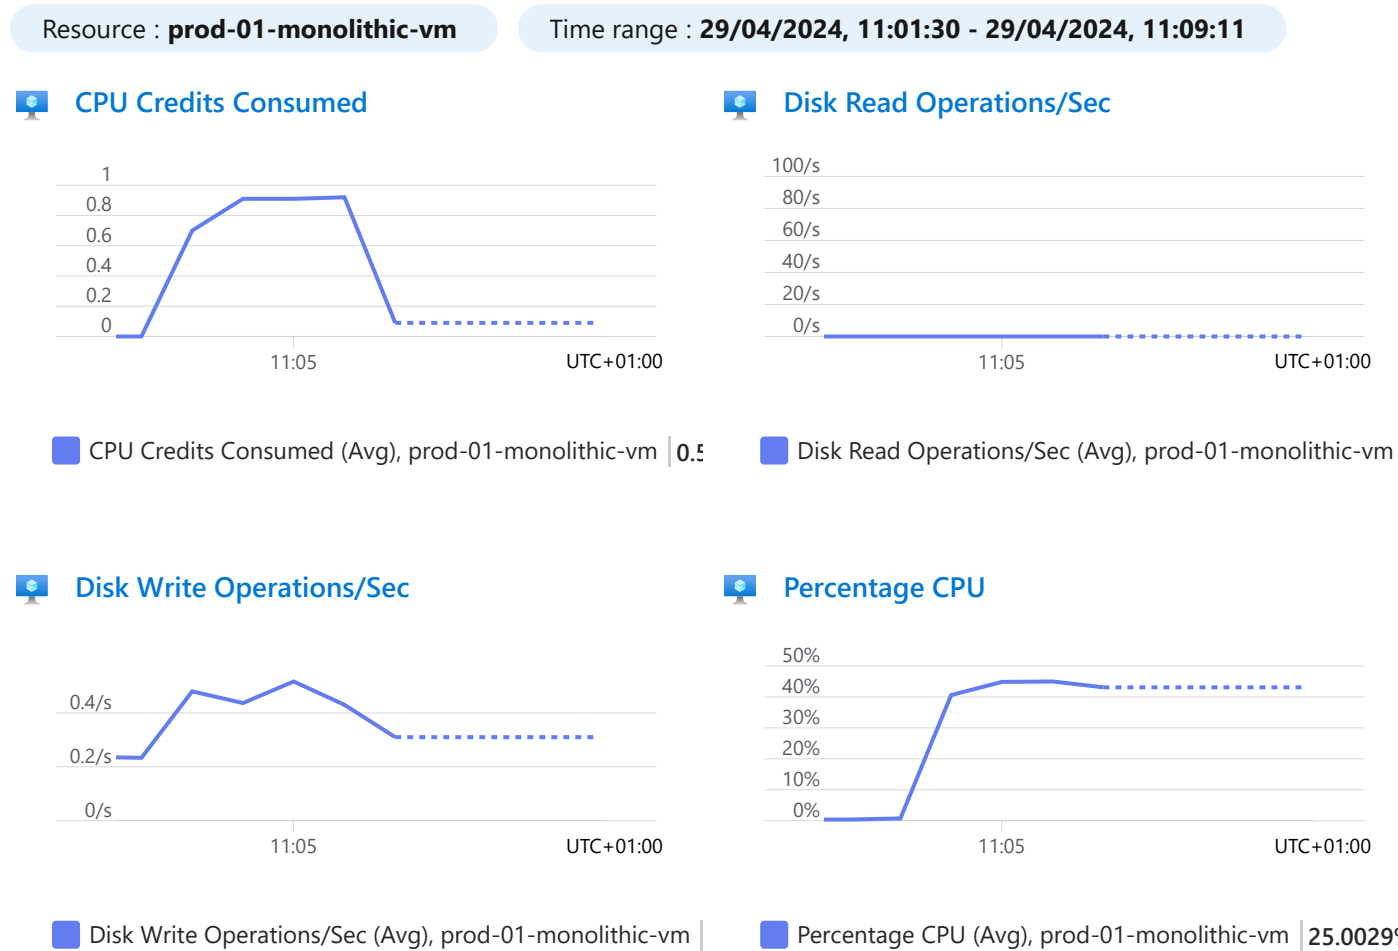 Resource : prod-01-monolithic-vm
Time range : 29/04/2024, 11:01:30 - 29/04/2024, 11:09:11
CPU Credits Consumed
1
0.8
0.6
0.4
0.2
0
11:05
UTC+01:00
CPU Credits Consumed (Avg), prod-01-monolithic-vm
Disk Read Operations/Sec
100/s
80/s
60/s
40/s
20/s
0/s
11:05
UTC+01:00
Disk Read Operations/Sec (Avg), prod-01-monolithic-vm
Disk Write Operations/Sec
0.4/s
0.2/s
0/s
11:05
UTC+01:00
Disk Write Operations/Sec (Avg), prod-01-monolithic-vm
Percentage CPU
50%
40%
30%
20%
10%
0%
11:05
UTC+01:00
Percentage CPU (Avg), prod-01-monolithic-vm